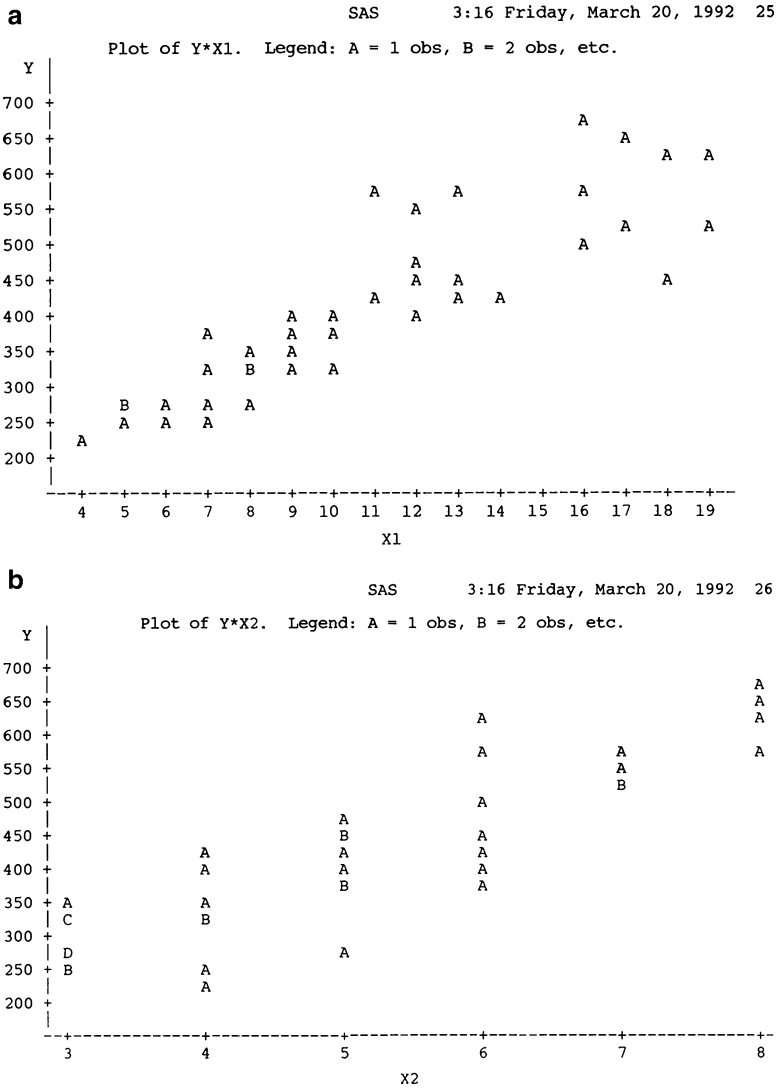 a
SAS 3:16 Friday, March 20, 1992 25
Plot of Y*X1. Legend: A = 1 obs, B = 2 obs, etc.
Y
700 + A
650 + A
A A
600 +
A A A
550 + A
A A
500 + A
A
450 + A A A
A A A
400 + A A A
A A A
350 + A A
A B A A
300 +
B A A A
250 + A A A
A
200 +
4 5 6 7 8 9 10 11 12 13 14 15 16 17 18 19
X1
b
SAS 3:16 Friday, March 20, 1992 26
Plot of Y*X2. Legend: A = 1 obs, B = 2 obs, etc.
Y
700 +
A
650 + A
A A
600 +
A A A
550 + A
B
500 + A
A
450 + B A
A A A
400 + A A A
B A
350 + A A
C B
300 +
D A
250 + B A
A
200 +
3 4 5 6 7 8
X2